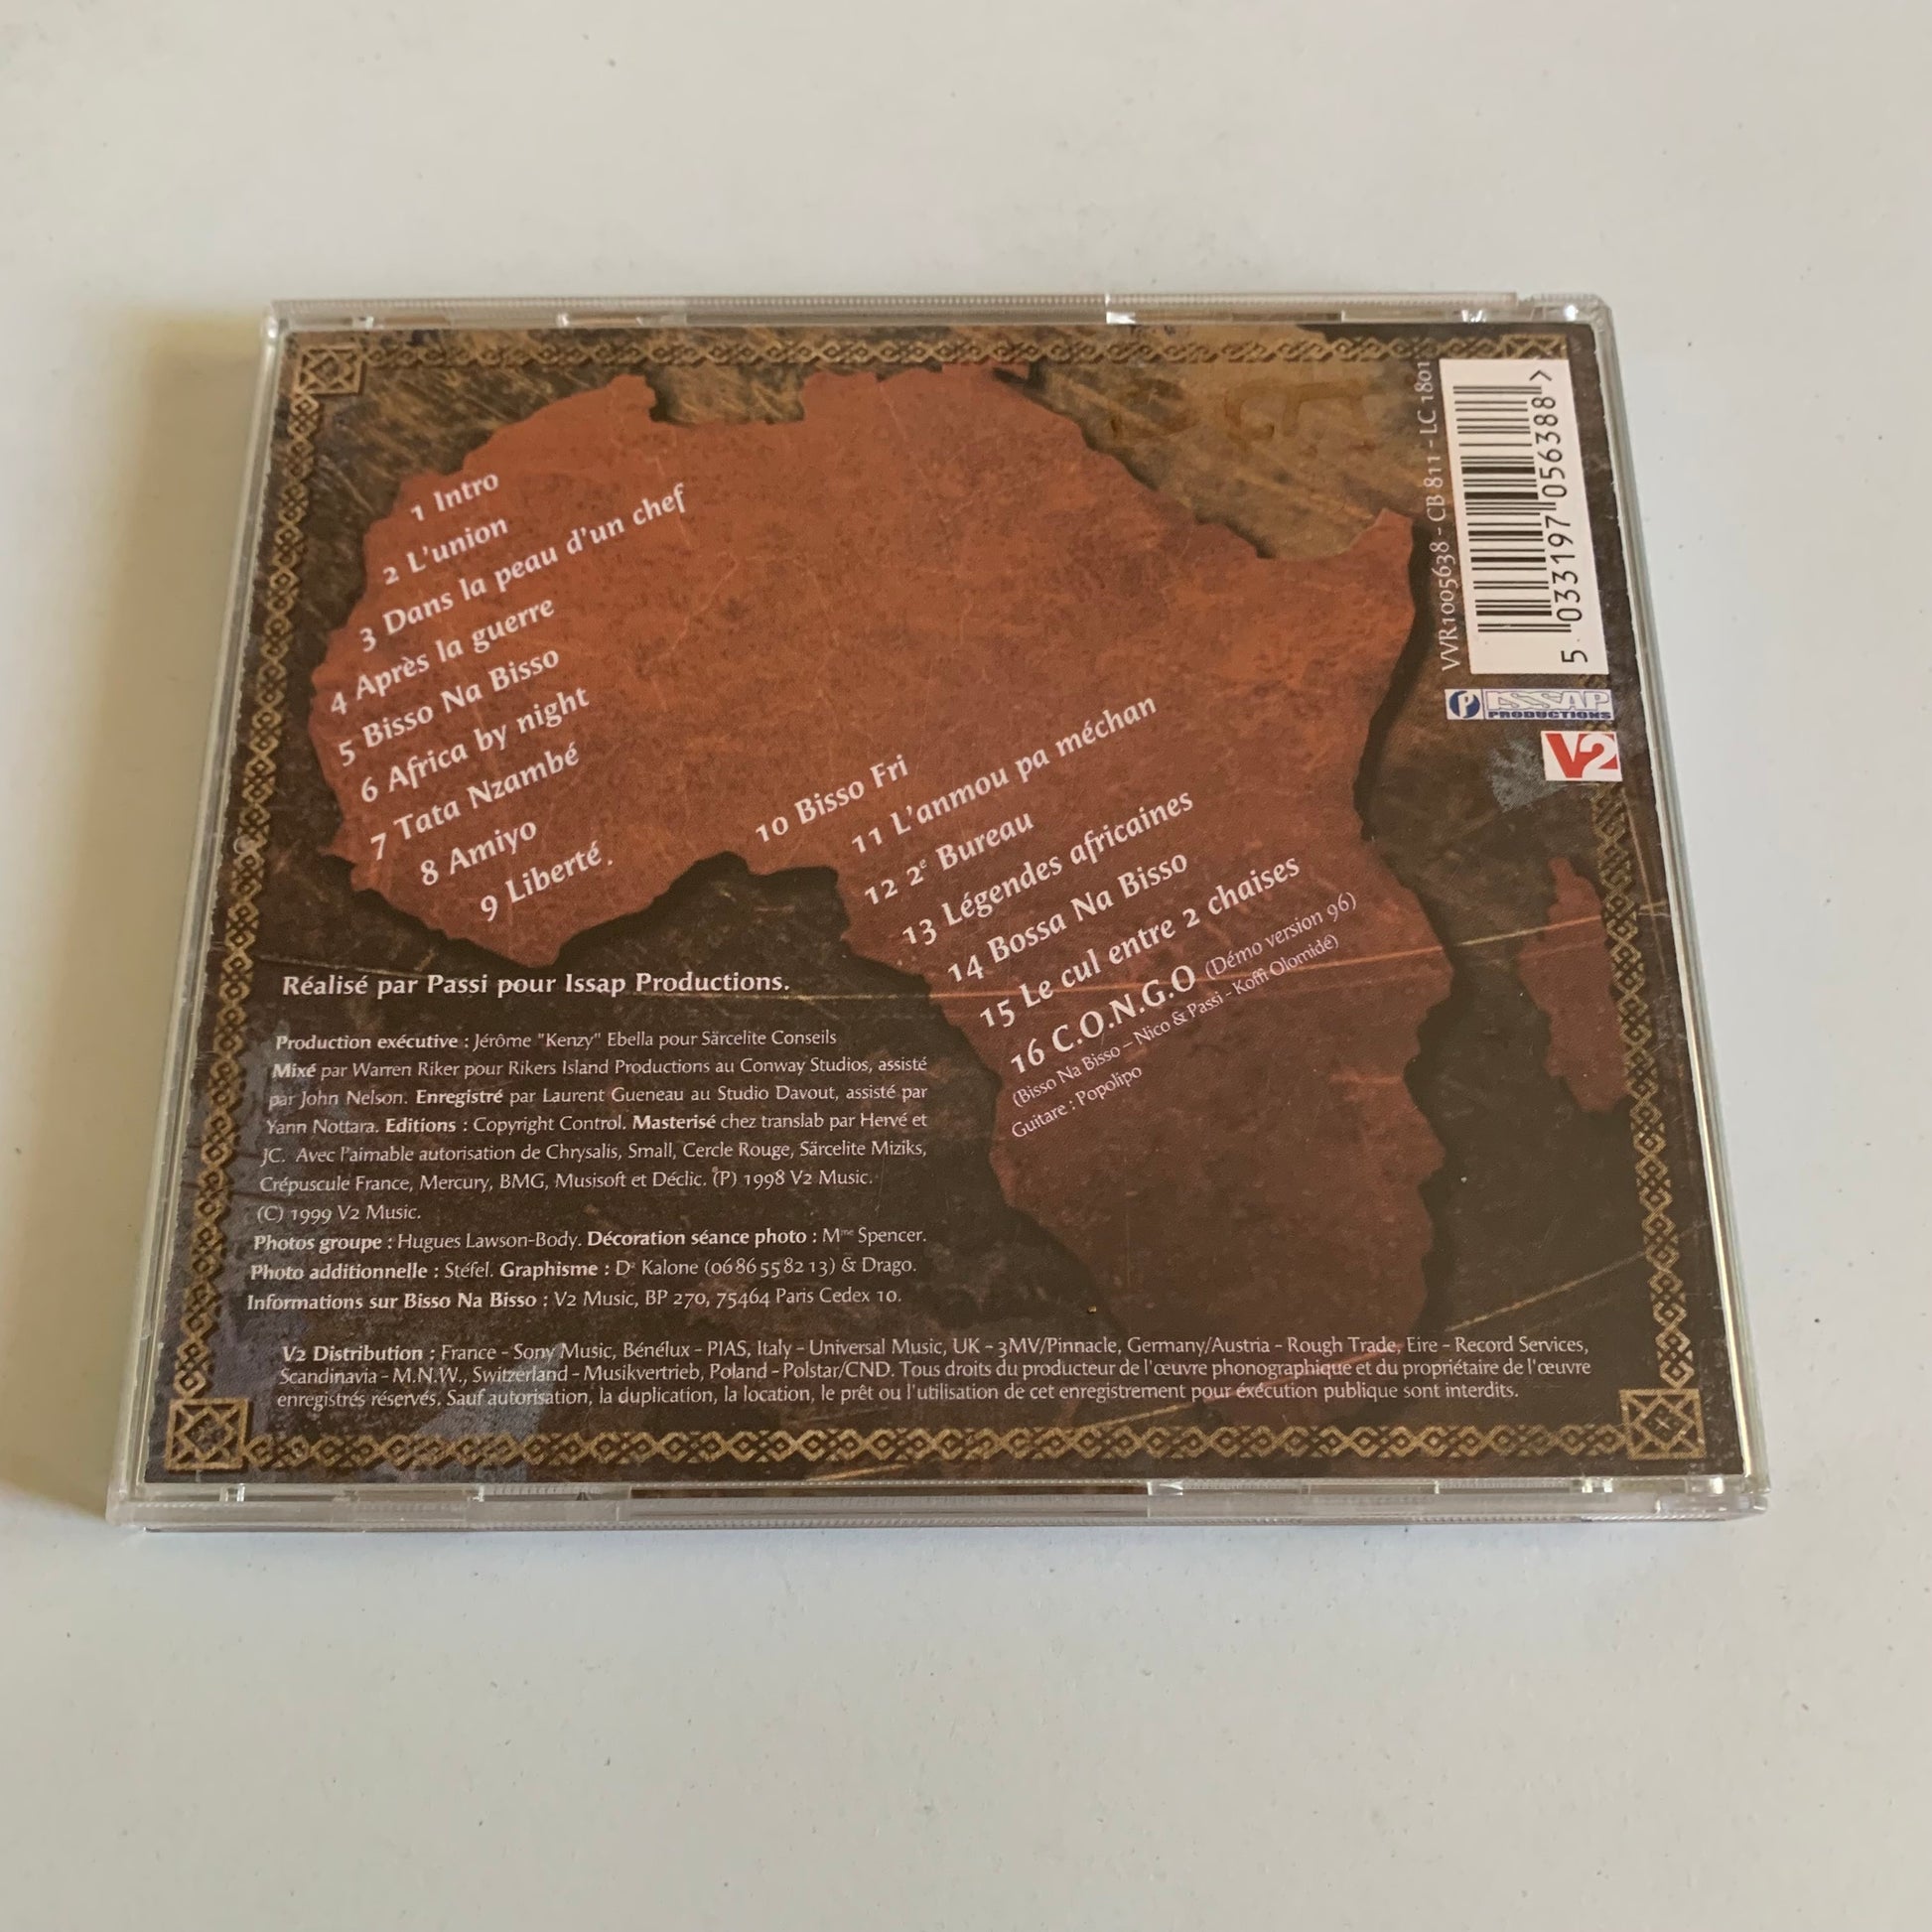 1 Intro
2 L'union
3 Dans la peau d'un chef
4 Après la guerre
5 Bisso Na Bisso
6 Africa by night
7 Tata Nzambé
8 Amiyo
9 Liberté.
10 Bisso Fri
11 L'anmou pa méchan
12 2e Bureau
13 Légendes africaines
14 Bossa Na Bisso
15 Le cul entre 2 chaises
16 C.O.N.G.O (Démo version 96)
(Bisso Na Bisso – Nico & Passi - Koffi Olomidé)
Guitare : Popolipo
VVR1005638 - CB 811 - LC 1801
5 033197 056388 >
P ISSAP
PRODUCTIONS
V2
Réalisé par Passi pour Issap Productions.
Production exécutive : Jérôme "Kenzy" Ebella pour Särcelite Conseils
Mixé par Warren Riker pour Rikers Island Productions au Conway Studios, assisté
par John Nelson. Enregistré par Laurent Gueneau au Studio Davout, assisté par
Yann Nottara. Editions : Copyright Control. Masterisé chez translab par Hervé et
JC. Avec l'aimable autorisation de Chrysalis, Small, Cercle Rouge, Särcelite Miziks,
Crépuscule France, Mercury, BMG, Musisoft et Déclic. (P) 1998 V2 Music.
(C) 1999 V2 Music.
Photos groupe : Hugues Lawson-Body. Décoration séance photo : Mme Spencer.
Photo additionnelle : Stéfel. Graphisme : Dr Kalone (06 86 55 82 13) & Drago.
Informations sur Bisso Na Bisso : V2 Music, BP 270, 75464 Paris Cedex 10.
V2 Distribution : France - Sony Music, Bénélux - PIAS, Italy - Universal Music, UK - 3MV/Pinnacle, Germany/Austria - Rough Trade, Eire - Record Services,
Scandinavia - M.N.W., Switzerland - Musikvertrieb, Poland - Polstar/CND. Tous droits du producteur de l'œuvre phonographique et du propriétaire de l'œuvre
enregistrés réservés. Sauf autorisation, la duplication, la location, le prêt ou l'utilisation de cet enregistrement pour éxécution publique sont interdits.